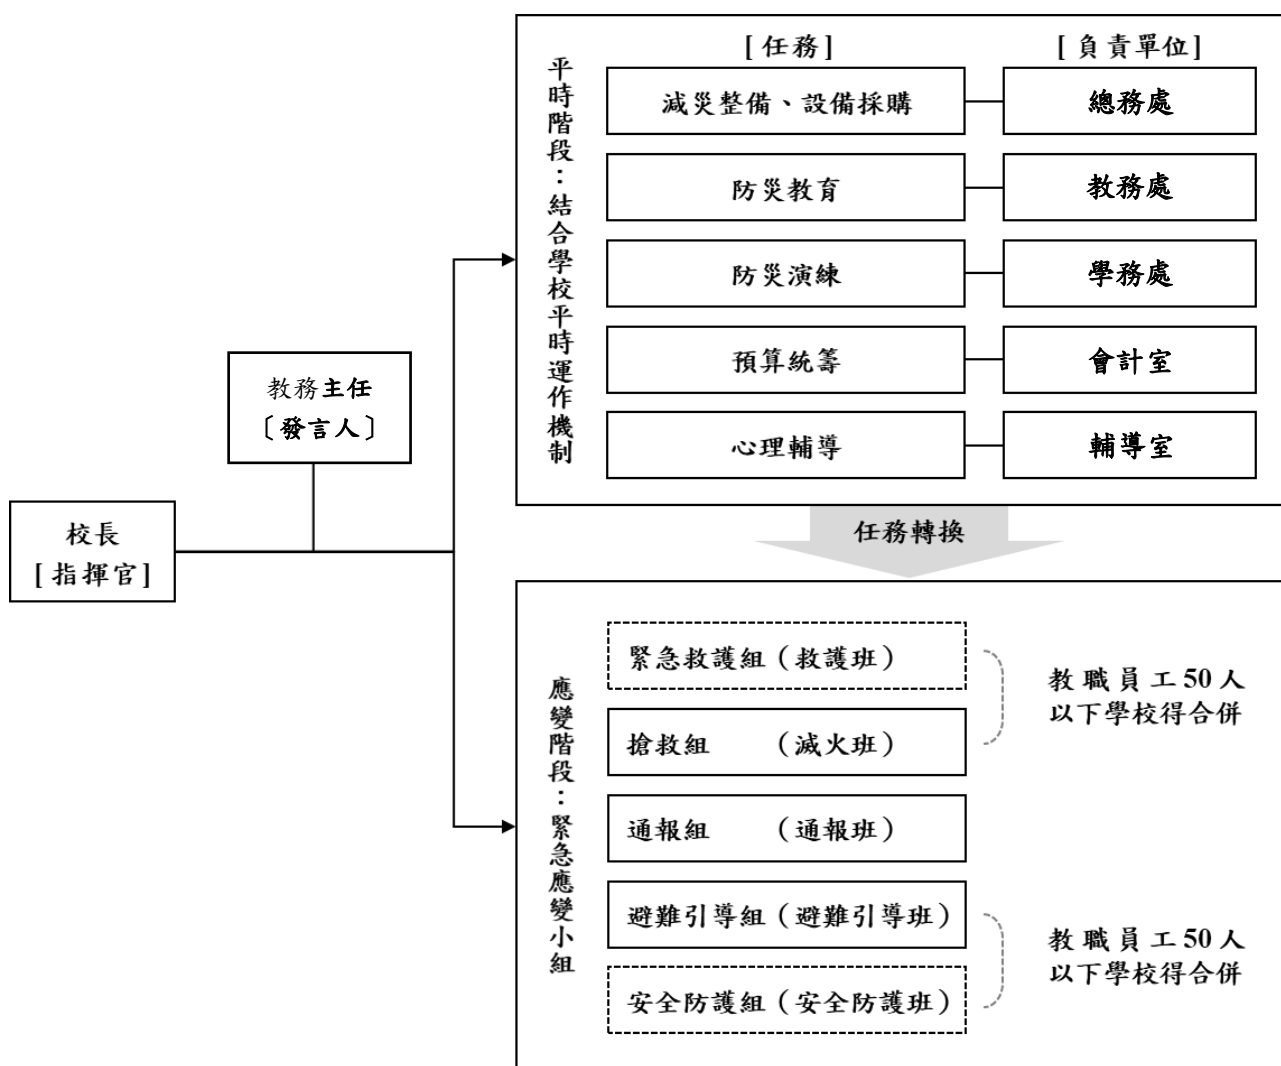 教務主任
〔發言人〕
校長
[指揮官]
平時階段：結合學校平時運作機制
[任務]
[負責單位]
減災整備、設備採購
總務處
防災教育
教務處
防災演練
學務處
預算統籌
會計室
心理輔導
輔導室
任務轉換
應變階段：緊急應變小組
緊急救護組（救護班）
搶救組 （滅火班）
通報組 （通報班）
避難引導組（避難引導班）
安全防護組（安全防護班）
教職員工50人
以下學校得合併
教職員工50人
以下學校得合併